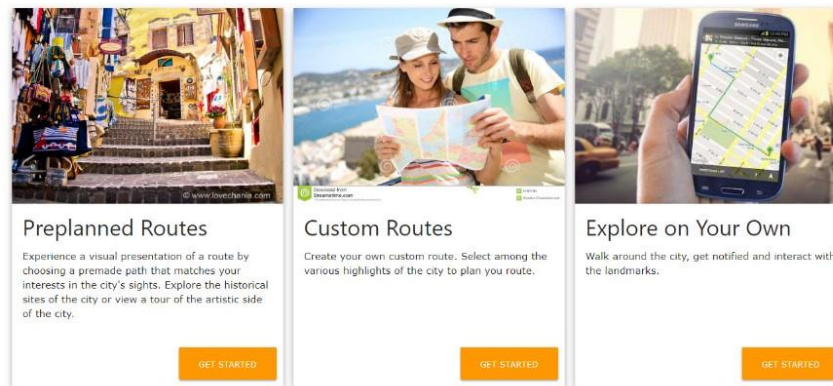 © www.lovechania.com
Preplanned Routes
Experience a visual presentation of a route by
choosing a premade path that matches your
interests in the city's sights. Explore the historical
sites of the city or view a tour of the artistic side
of the city.
GET STARTED
Download from
Dreamstime.com
Custom Routes
Create your own custom route. Select among the
various highlights of the city to plan you route.
GET STARTED
SAMSUNG
Explore on Your Own
Walk around the city, get notified and interact with
the landmarks.
GET STARTED